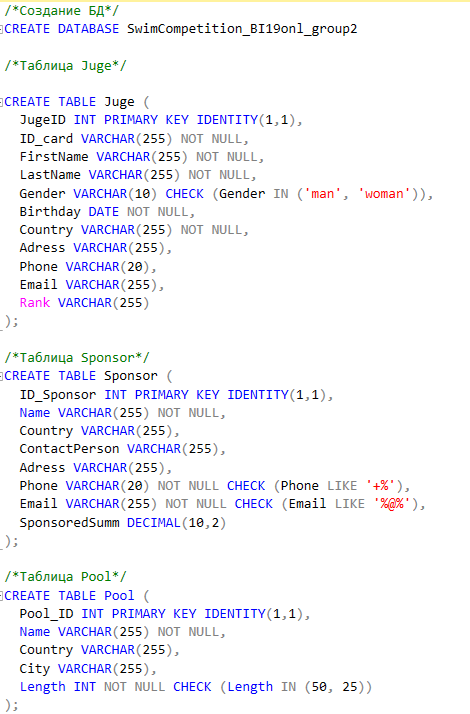 /*Создание БД*/
CREATE DATABASE SwimCompetition_BI19onl_group2
/*Таблица Juge*/
CREATE TABLE Juge (
JugeID INT PRIMARY KEY IDENTITY(1,1),
ID_card VARCHAR(255) NOT NULL,
FirstName VARCHAR(255) NOT NULL,
LastName VARCHAR(255) NOT NULL,
Gender VARCHAR(10) CHECK (Gender IN ('man', 'woman')),
Birthday DATE NOT NULL,
Country VARCHAR(255) NOT NULL,
Adress VARCHAR(255),
Phone VARCHAR(20),
Email VARCHAR(255),
Rank VARCHAR(255)
);
/*Таблица Sponsor*/
CREATE TABLE Sponsor (
ID_Sponsor INT PRIMARY KEY IDENTITY(1,1),
Name VARCHAR(255) NOT NULL,
Country VARCHAR(255),
ContactPerson VARCHAR(255),
Adress VARCHAR(255),
Phone VARCHAR(20) NOT NULL CHECK (Phone LIKE '+%'),
Email VARCHAR(255) NOT NULL CHECK (Email LIKE '%@%'),
SponsoredSumm DECIMAL(10,2)
);
/*Таблица Pool*/
CREATE TABLE Pool (
Pool_ID INT PRIMARY KEY IDENTITY(1,1),
Name VARCHAR(255) NOT NULL,
Country VARCHAR(255),
City VARCHAR(255),
Length INT NOT NULL CHECK (Length IN (50, 25))
);